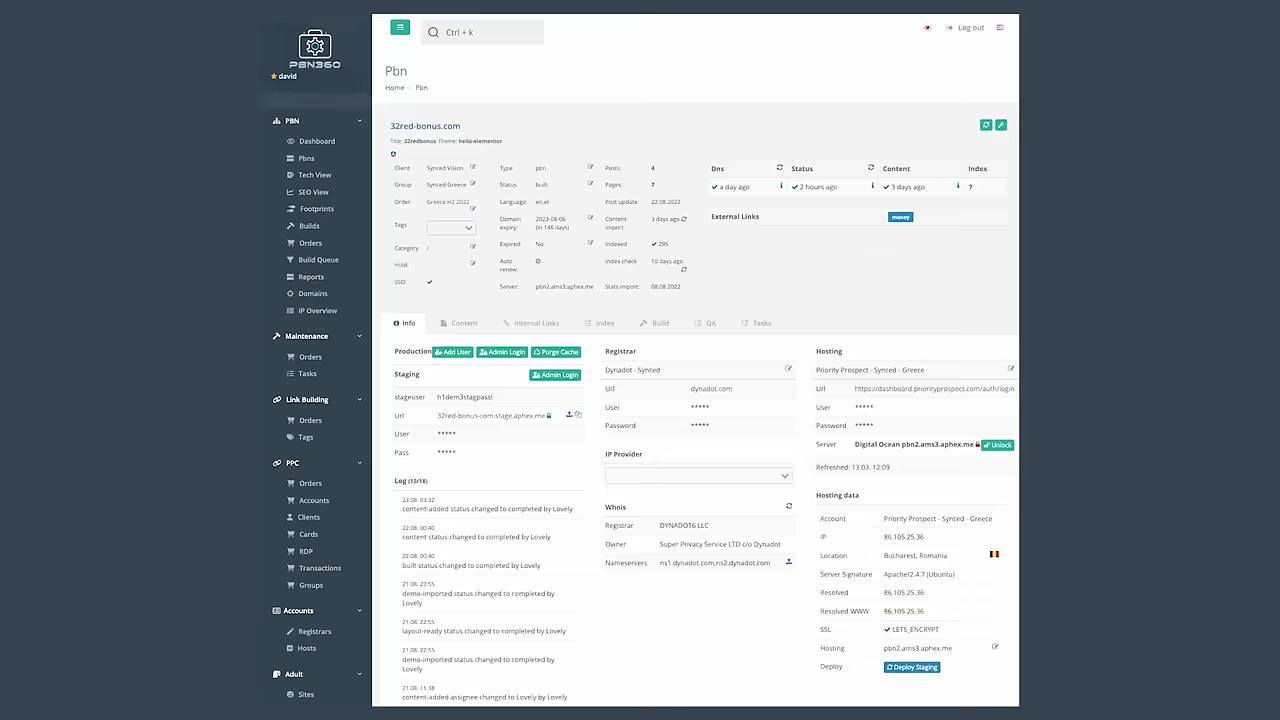 PBN360
david
PBN
Dashboard
Pbns
Tech View
SEO View
Footprints
Builds
Orders
Build Queue
Reports
Domains
IP Overview
Maintenance
Orders
Tasks
Link Building
Orders
Tags
PPC
Orders
Accounts
Clients
Cards
RDP
Transactions
Groups
Accounts
Registrars
Hosts
Adult
Sites
Ctrl + k
Log out
Pbn
Home / Pbn
32red-bonus.com
Title: 32redbonus Theme: hello-elementor
Client Synced Vision
Group Synced Greece
Order Greece H2 2022
Tags
Category /
Hold
SSO:
Type pbn
Status built
Language: en,el
Domain expiry: 2023-08-06 (in 146 days)
Expired No
Auto renew:
Server: pbn2.ams3.aphex.me
Posts: 4
Pages: 7
Post update: 22.08.2022
Content import 3 days ago
Indexed 295
Index check 10 days ago
Stats import: 08.08.2022
Dns Status Content Index
a day ago 2 hours ago 3 days ago ?
External Links money
Info Content Internal Links Index Build QA Tasks
Production Add User Admin Login Purge Cache
Staging Admin Login
stageuser h1dem3stagpass!
Url 32red-bonus-com.stage.aphex.me
User *****
Pass *****
Log (10/18)
23.08. 03:32
content-added status changed to completed by Lovely
22.08. 00:40
content status changed to completed by Lovely
22.08. 00:40
built status changed to completed by Lovely
21.08. 22:55
demo-imported status changed to completed by
Lovely
21.08. 22:55
layout-ready status changed to completed by Lovely
21.08. 22:55
demo-imported status changed to completed by
Lovely
21.08. 11:38
content-added assignee changed to Lovely by Lovely
Registrar
Dynadot - Synced
Url dynadot.com
User *****
Password *****
IP Provider
Whois
Registrar DYNADOT6 LLC
Owner Super Privacy Service LTD c/o Dynadot
Nameservers ns1.dynadot.com,ns2.dynadot.com
Hosting
Priority Prospect - Synced - Greece
Url https://dashboard.priorityprospect.com/auth/login
User *****
Password *****
Server Digital Ocean pbn2.ams3.aphex.me Unlock
Refreshed: 13.03. 12:09
Hosting data
Account Priority Prospect - Synced - Greece
IP 86.105.25.36
Location Bucharest, Romania
Server Signature Apache/2.4.7 (Ubuntu)
Resolved 86.105.25.36
Resolved WWW 86.105.25.36
SSL LETS_ENCRYPT
Hosting pbn2.ams3.aphex.me
Deploy Deploy Staging